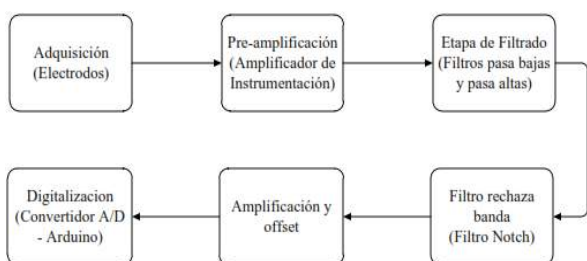 Adquisición
(Electrodos)
Pre-amplificación
(Amplificador de
Instrumentación)
Etapa de Filtrado
(Filtros pasa bajas
y pasa altas)
Filtro rechaza
banda
(Filtro Notch)
Amplificación y
offset
Digitalizacion
(Convertidor A/D
- Arduino)